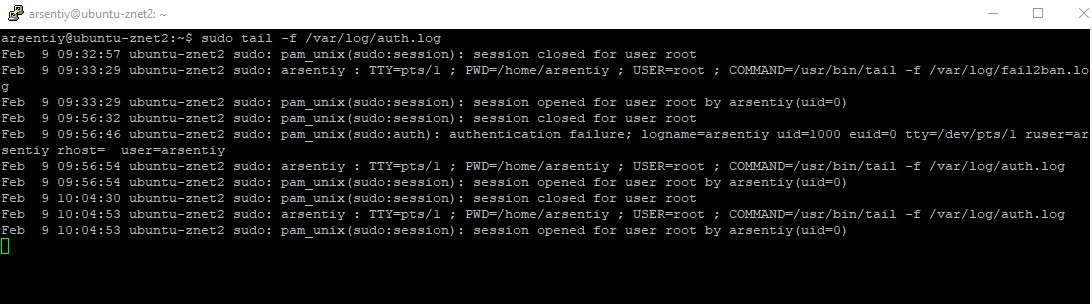 arsentiy@ubuntu-znet2: ~
arsentiy@ubuntu-znet2:~$ sudo tail -f /var/log/auth.log
Feb  9 09:32:57 ubuntu-znet2 sudo: pam_unix(sudo:session): session closed for user root
Feb  9 09:33:29 ubuntu-znet2 sudo: arsentiy : TTY=pts/1 ; PWD=/home/arsentiy ; USER=root ; COMMAND=/usr/bin/tail -f /var/log/fail2ban.lo
g
Feb  9 09:33:29 ubuntu-znet2 sudo: pam_unix(sudo:session): session opened for user root by arsentiy(uid=0)
Feb  9 09:56:32 ubuntu-znet2 sudo: pam_unix(sudo:session): session closed for user root
Feb  9 09:56:46 ubuntu-znet2 sudo: pam_unix(sudo:auth): authentication failure; logname=arsentiy uid=1000 euid=0 tty=/dev/pts/1 ruser=ar
sentiy rhost=  user=arsentiy
Feb  9 09:56:54 ubuntu-znet2 sudo: arsentiy : TTY=pts/1 ; PWD=/home/arsentiy ; USER=root ; COMMAND=/usr/bin/tail -f /var/log/auth.log
Feb  9 09:56:54 ubuntu-znet2 sudo: pam_unix(sudo:session): session opened for user root by arsentiy(uid=0)
Feb  9 10:04:30 ubuntu-znet2 sudo: pam_unix(sudo:session): session closed for user root
Feb  9 10:04:53 ubuntu-znet2 sudo: arsentiy : TTY=pts/1 ; PWD=/home/arsentiy ; USER=root ; COMMAND=/usr/bin/tail -f /var/log/auth.log
Feb  9 10:04:53 ubuntu-znet2 sudo: pam_unix(sudo:session): session opened for user root by arsentiy(uid=0)